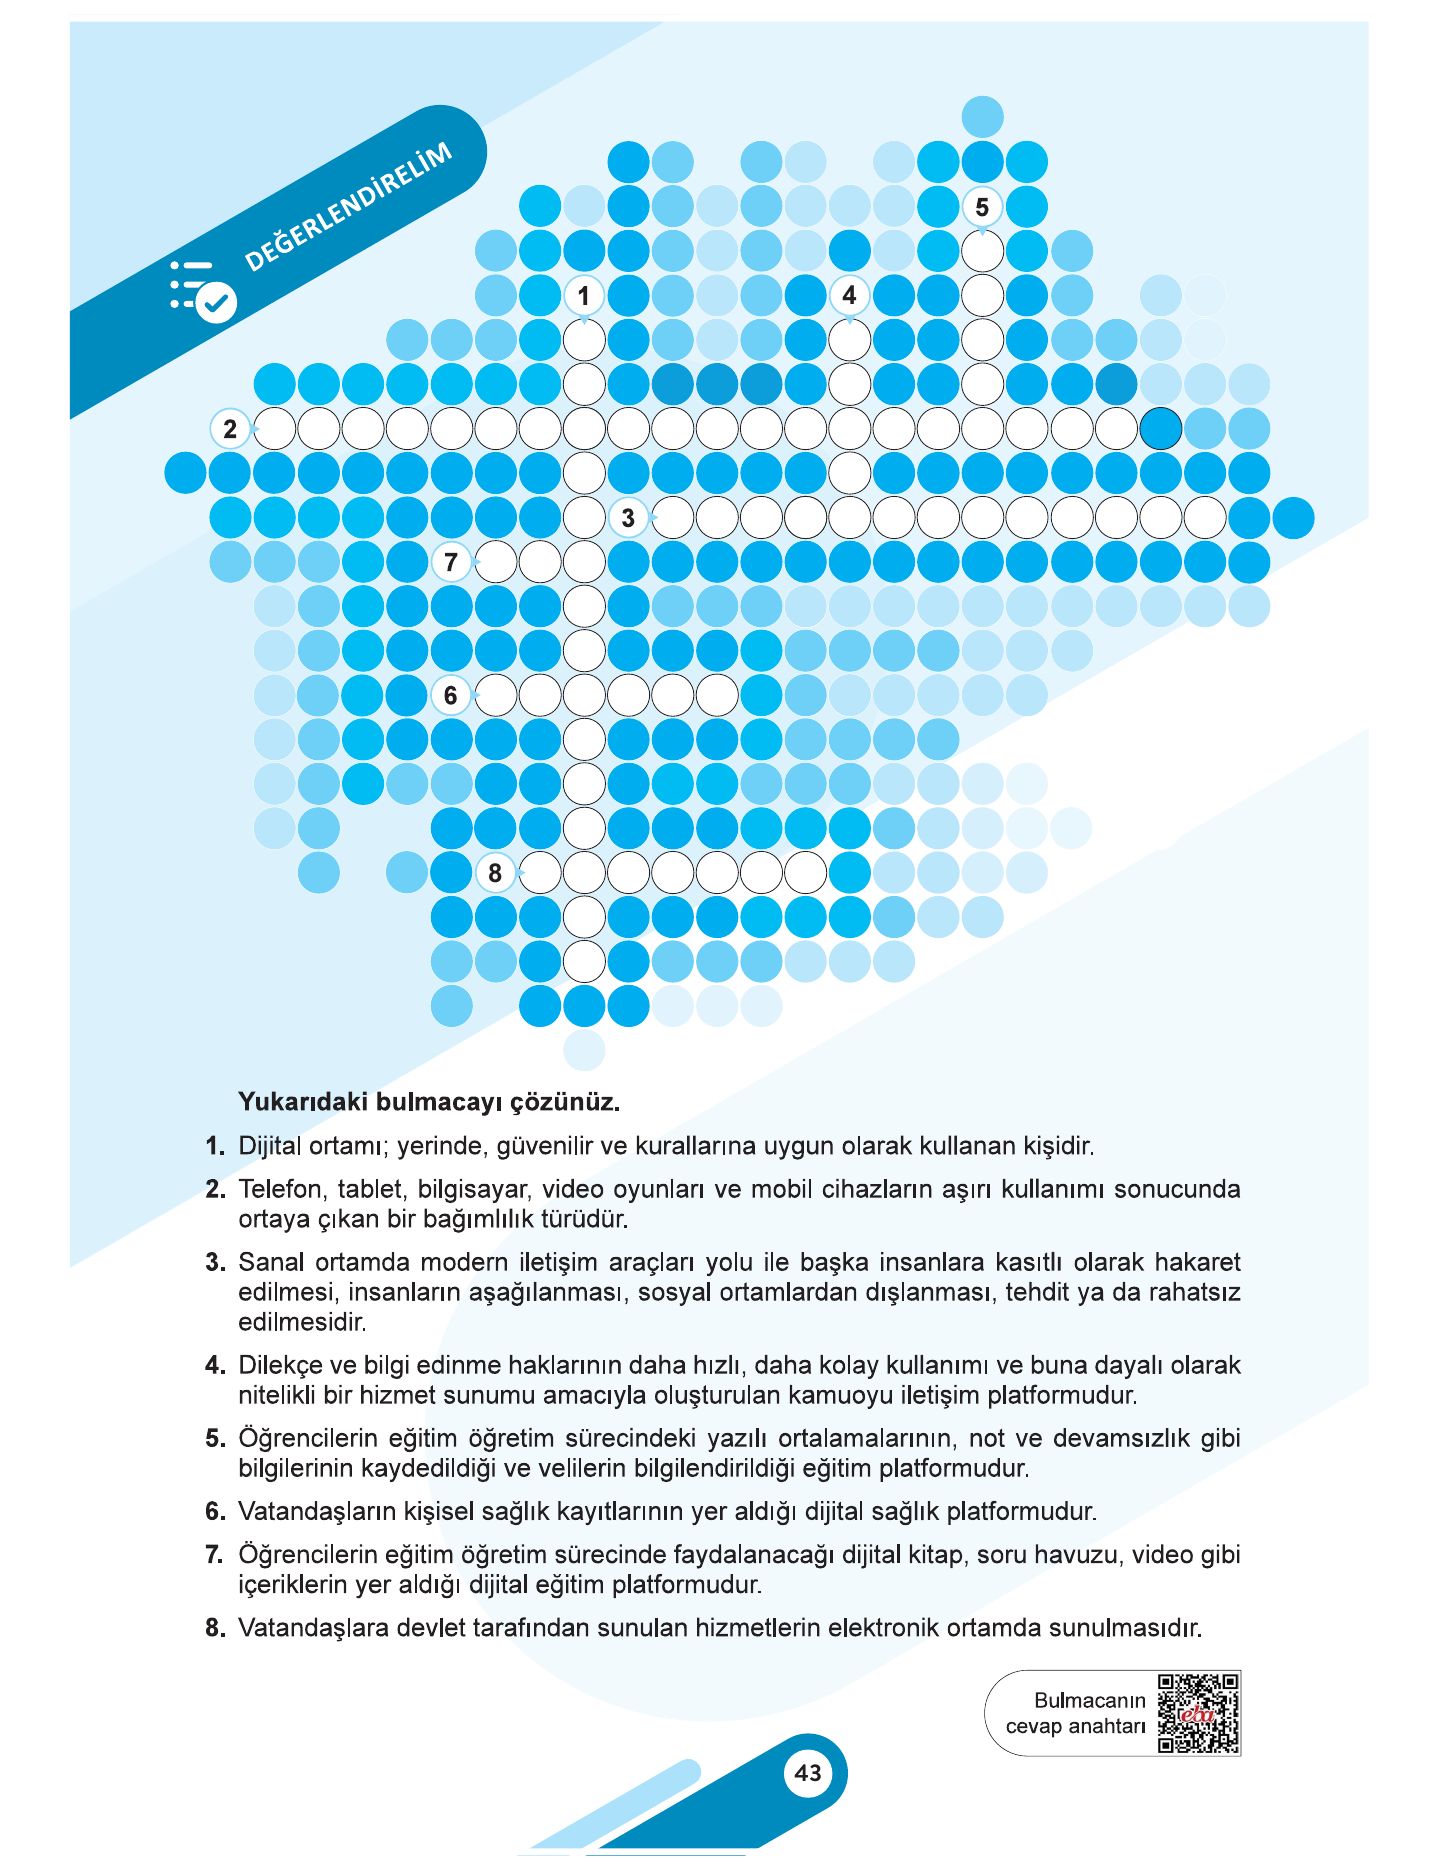 DEĞERLENDİRELİM
5
1
4
2
3
7
6
8
Yukarıdaki bulmacayı çözünüz.
1. Dijital ortamı; yerinde, güvenilir ve kurallarına uygun olarak kullanan kişidir.
2. Telefon, tablet, bilgisayar, video oyunları ve mobil cihazların aşırı kullanımı sonucunda
ortaya çıkan bir bağımlılık türüdür.
3. Sanal ortamda modern iletişim araçları yolu ile başka insanlara kasıtlı olarak hakaret
edilmesi, insanların aşağılanması, sosyal ortamlardan dışlanması, tehdit ya da rahatsız
edilmesidir.
4. Dilekçe ve bilgi edinme haklarının daha hızlı, daha kolay kullanımı ve buna dayalı olarak
nitelikli bir hizmet sunumu amacıyla oluşturulan kamuoyu iletişim platformudur.
5. Öğrencilerin eğitim öğretim sürecindeki yazılı ortalamalarının, not ve devamsızlık gibi
bilgilerinin kaydedildiği ve velilerin bilgilendirildiği eğitim platformudur.
6. Vatandaşların kişisel sağlık kayıtlarının yer aldığı dijital sağlık platformudur.
7. Öğrencilerin eğitim öğretim sürecinde faydalanacağı dijital kitap, soru havuzu, video gibi
içeriklerin yer aldığı dijital eğitim platformudur.
8. Vatandaşlara devlet tarafından sunulan hizmetlerin elektronik ortamda sunulmasıdır.
Bulmacanın
cevap anahtarı
eba
43